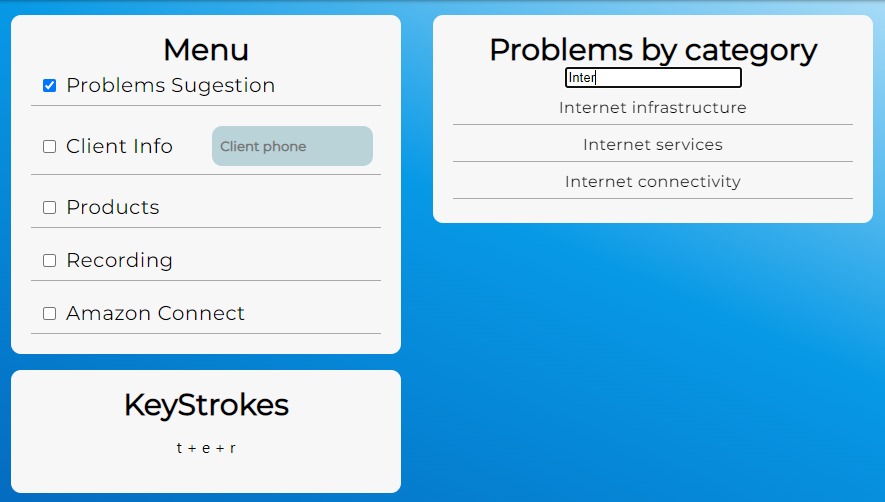 Menu
Problems Sugestion
Client Info
Client phone
Products
Recording
Amazon Connect
KeyStrokes
t + e + r
Problems by category
Inter
Internet infrastructure
Internet services
Internet connectivity